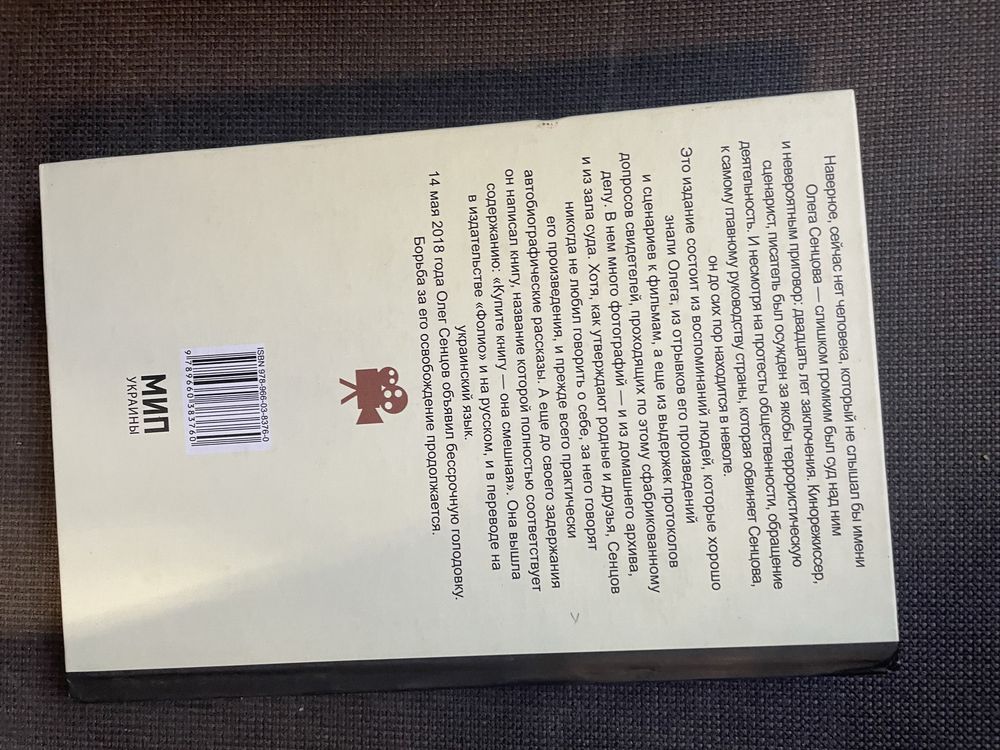 Наверное, сейчас нет человека, который не слышал бы имени
Олега Сенцова — слишком громким был суд над ним
и невероятным приговор: двадцать лет заключения. Кинорежиссер,
сценарист, писатель был осужден за якобы террористическую
деятельность. И несмотря на протесты общественности, обращение
к самому главному руководству страны, которая обвиняет Сенцова,
он до сих пор находится в неволе.
Это издание состоит из воспоминаний людей, которые хорошо
знали Олега, из отрывков его произведений
и сценариев к фильмам, а еще из выдержек протоколов
допросов свидетелей, проходящих по этому сфабрикованному
делу. В нем много фотографий — и из домашнего архива,
и из зала суда. Хотя, как утверждают родные и друзья, Сенцов
никогда не любил говорить о себе, за него говорят
его произведения, и прежде всего практически
автобиографические рассказы. А еще до своего задержания
он написал книгу, название которой полностью соответствует
содержанию: «Купите книгу — она смешная». Она вышла
в издательстве «Фолио» и на русском, и в переводе на
украинский язык.
14 мая 2018 года Олег Сенцов объявил бессрочную голодовку.
Борьба за его освобождение продолжается.
ISBN 978-966-03-8376-0
9 789660 383760
МИП
УКРАИНЫ